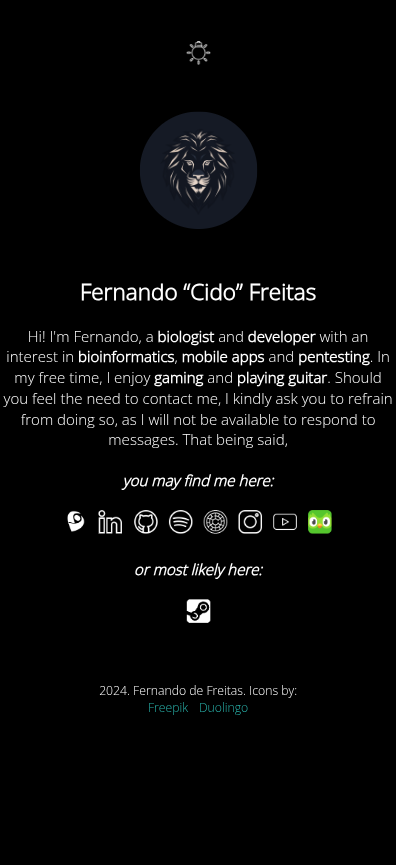 Fernando “Cido” Freitas
Hi! I'm Fernando, a biologist and developer with an
interest in bioinformatics, mobile apps and pentesting. In
my free time, I enjoy gaming and playing guitar. Should
you feel the need to contact me, I kindly ask you to refrain
from doing so, as I will not be available to respond to
messages. That being said,
you may find me here:
or most likely here:
2024. Fernando de Freitas. Icons by:
Freepik Duolingo